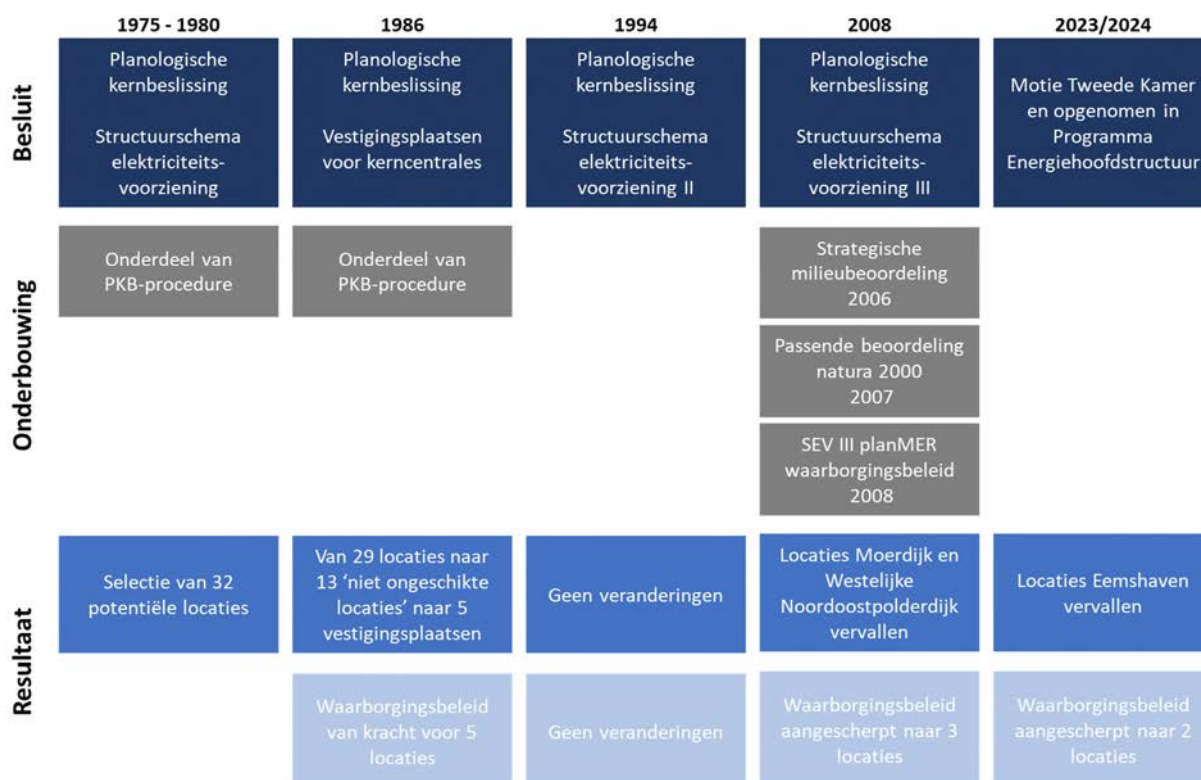 1975 - 1980
1986
1994
2008
2023/2024
Besluit
Planologische
kernbeslissing
Structuurschema
elektriciteits-
voorziening
Planologische
kernbeslissing
Vestigingsplaatsen
voor kerncentrales
Planologische
kernbeslissing
Structuurschema
elektriciteits-
voorziening II
Planologische
kernbeslissing
Structuurschema
elektriciteits-
voorziening III
Motie Tweede Kamer
en opgenomen in
Programma
Energiehoofdstructuur
Onderbouwing
Onderdeel van
PKB-procedure
Onderdeel van
PKB-procedure
Strategische
milieubeoordeling
2006
Passende beoordeling
natura 2000
2007
SEV III planMER
waarborgingsbeleid
2008
Resultaat
Selectie van 32
potentiële locaties
Van 29 locaties naar
13 ‘niet ongeschikte
locaties’ naar 5
vestigingsplaatsen
Geen veranderingen
Locaties Moerdijk en
Westelijke
Noordoostpolderdijk
vervallen
Locaties Eemshaven
vervallen
Waarborgingsbeleid
van kracht voor 5
locaties
Geen veranderingen
Waarborgingsbeleid
aangescherpt naar 3
locaties
Waarborgingsbeleid
aangescherpt naar 2
locaties